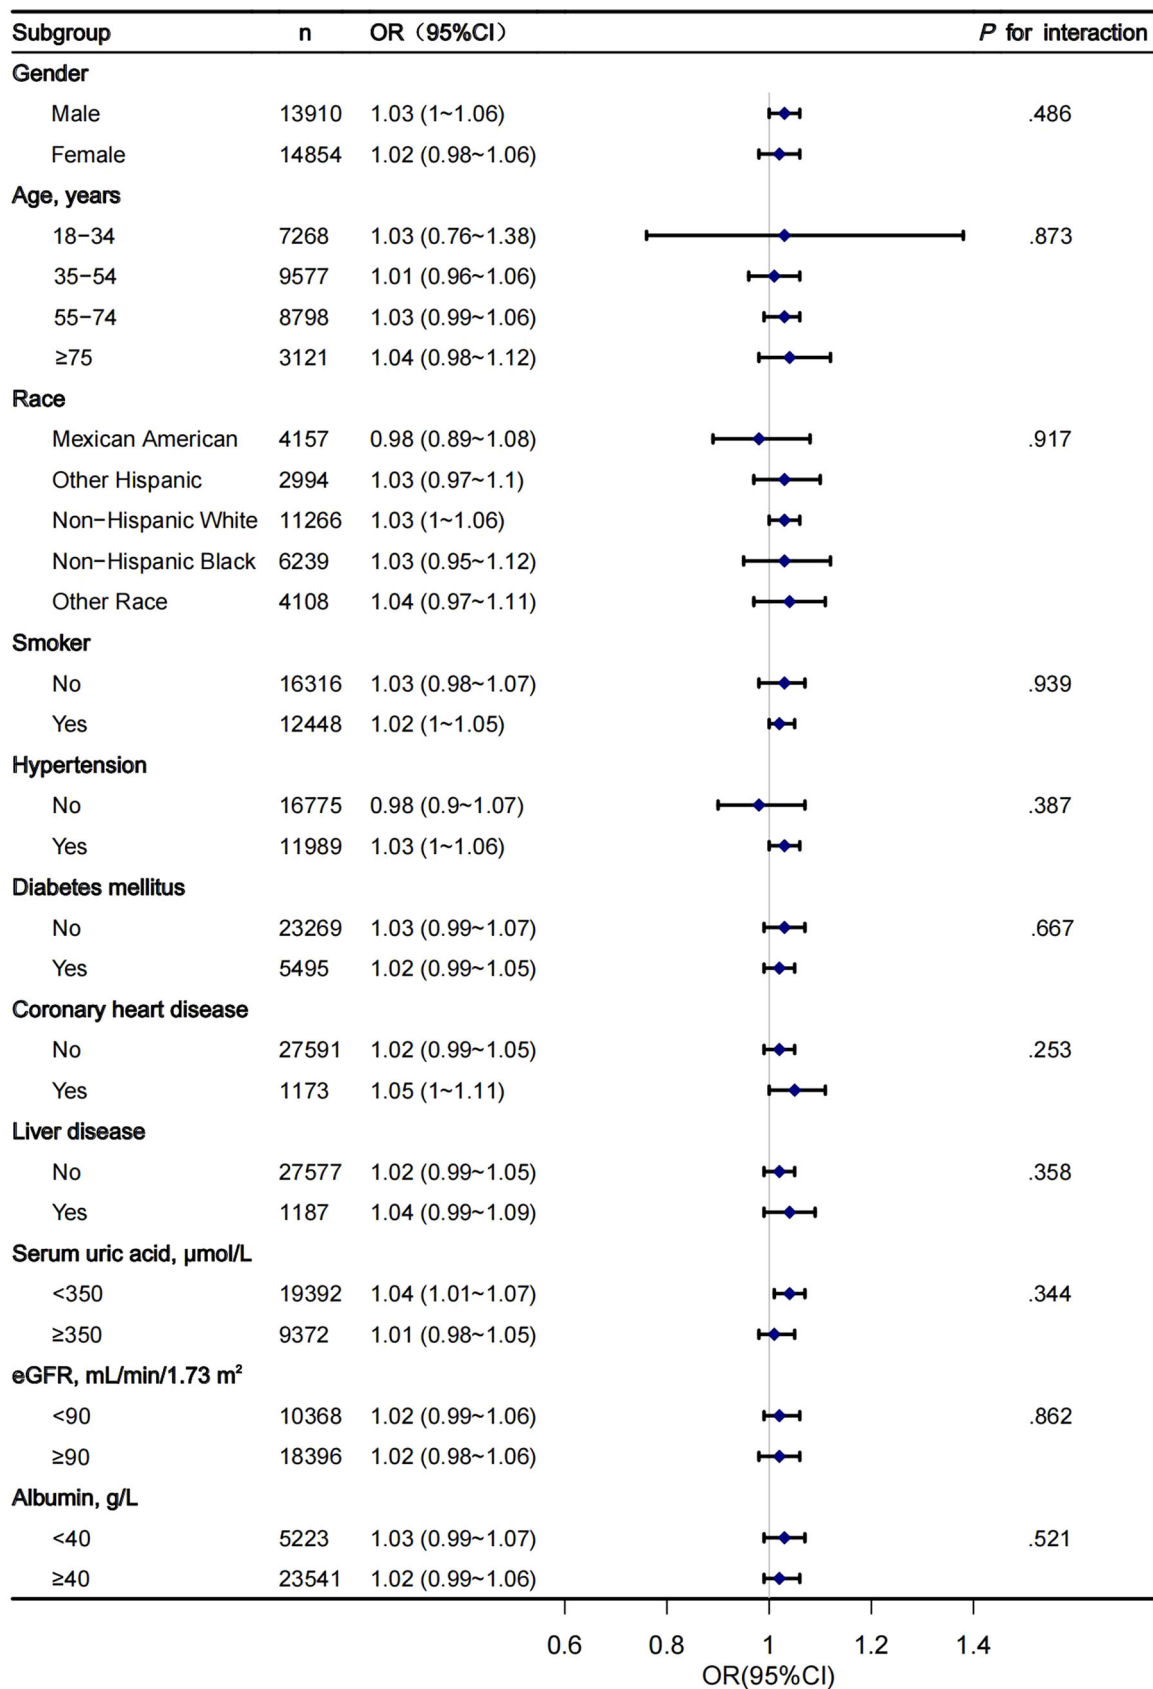 Subgroup n OR（95%CI） P for interaction
Gender
Male 13910 1.03 (1~1.06) .486
Female 14854 1.02 (0.98~1.06)
Age, years
18−34 7268 1.03 (0.76~1.38) .873
35−54 9577 1.01 (0.96~1.06)
55−74 8798 1.03 (0.99~1.06)
≥75 3121 1.04 (0.98~1.12)
Race
Mexican American 4157 0.98 (0.89~1.08) .917
Other Hispanic 2994 1.03 (0.97~1.1)
Non−Hispanic White 11266 1.03 (1~1.06)
Non−Hispanic Black 6239 1.03 (0.95~1.12)
Other Race 4108 1.04 (0.97~1.11)
Smoker
No 16316 1.03 (0.98~1.07) .939
Yes 12448 1.02 (1~1.05)
Hypertension
No 16775 0.98 (0.9~1.07) .387
Yes 11989 1.03 (1~1.06)
Diabetes mellitus
No 23269 1.03 (0.99~1.07) .667
Yes 5495 1.02 (0.99~1.05)
Coronary heart disease
No 27591 1.02 (0.99~1.05) .253
Yes 1173 1.05 (1~1.11)
Liver disease
No 27577 1.02 (0.99~1.05) .358
Yes 1187 1.04 (0.99~1.09)
Serum uric acid, μmol/L
<350 19392 1.04 (1.01~1.07) .344
≥350 9372 1.01 (0.98~1.05)
eGFR, mL/min/1.73 m²
<90 10368 1.02 (0.99~1.06) .862
≥90 18396 1.02 (0.98~1.06)
Albumin, g/L
<40 5223 1.03 (0.99~1.07) .521
≥40 23541 1.02 (0.99~1.06)
0.6 0.8 1 1.2 1.4
OR(95%CI)